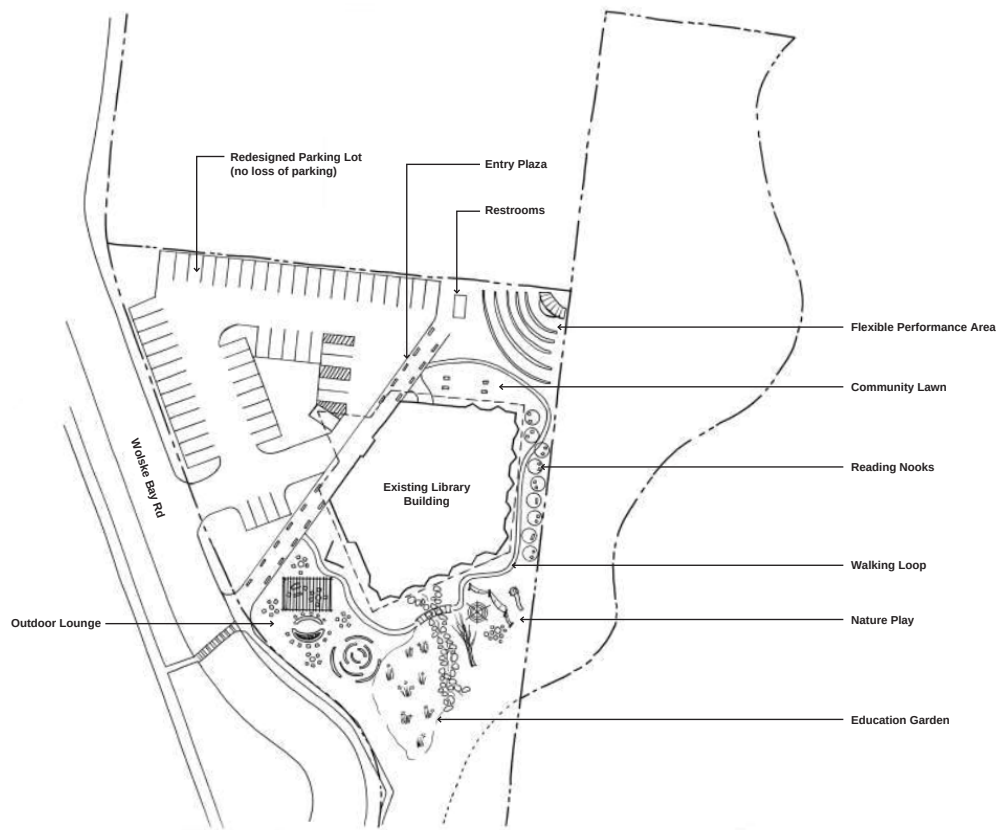 Redesigned Parking Lot
(no loss of parking)
Entry Plaza
Restrooms
Flexible Performance Area
Community Lawn
Reading Nooks
Existing Library
Building
Wolske Bay Rd
Walking Loop
Outdoor Lounge
Nature Play
Education Garden